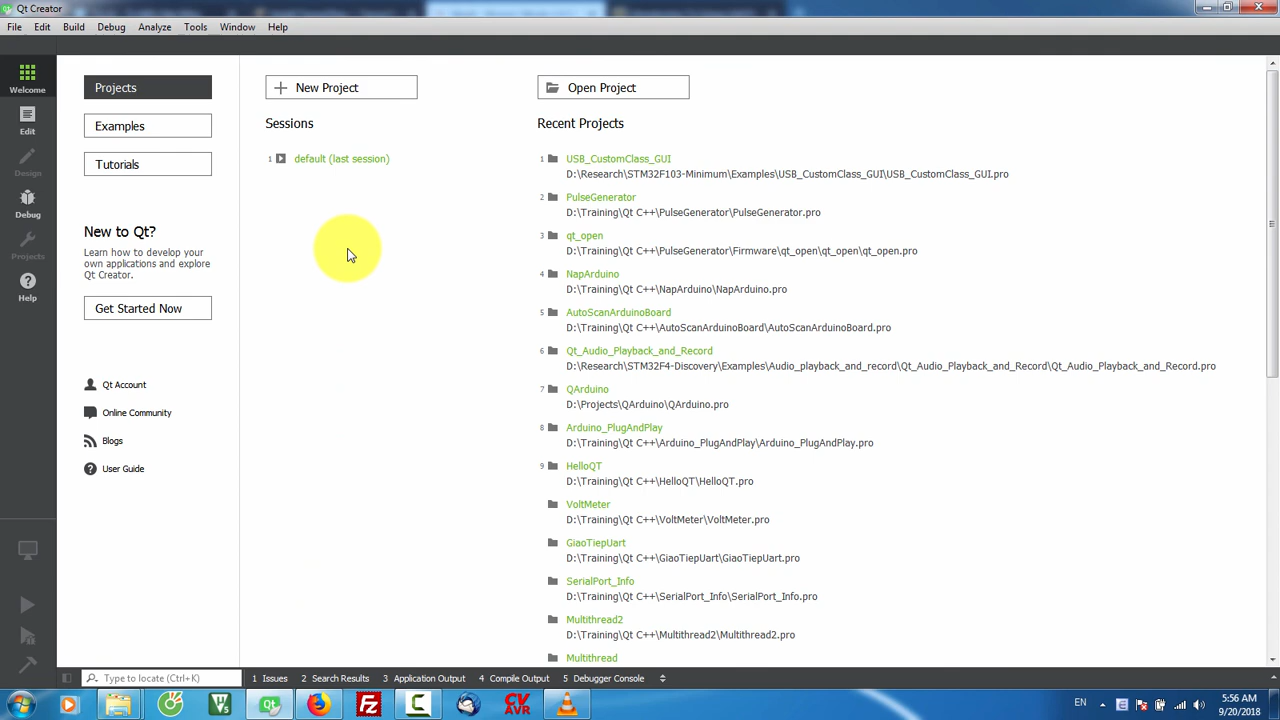 Qt Creator
File Edit Build Debug Analyze Tools Window Help
Welcome
Edit
Design
Debug
Projects
Help
Projects
Examples
Tutorials
New to Qt?
Learn how to develop your
own applications and explore
Qt Creator.
Get Started Now
Qt Account
Online Community
Blogs
User Guide
New Project
Sessions
1 default (last session)
Open Project
Recent Projects
1 USB_CustomClass_GUI
D:\Research\STM32F103-Minimum\Examples\USB_CustomClass_GUI\USB_CustomClass_GUI.pro
2 PulseGenerator
D:\Training\Qt C++\PulseGenerator\PulseGenerator.pro
3 qt_open
D:\Training\Qt C++\PulseGenerator\Firmware\qt_open\qt_open\qt_open.pro
4 NapArduino
D:\Training\Qt C++\NapArduino\NapArduino.pro
5 AutoScanArduinoBoard
D:\Training\Qt C++\AutoScanArduinoBoard\AutoScanArduinoBoard.pro
6 Qt_Audio_Playback_and_Record
D:\Research\STM32F4-Discovery\Examples\Audio_playback_and_record\Qt_Audio_Playback_and_Record\Qt_Audio_Playback_and_Record.pro
7 QArduino
D:\Projects\QArduino\QArduino.pro
8 Arduino_PlugAndPlay
D:\Training\Qt C++\Arduino_PlugAndPlay\Arduino_PlugAndPlay.pro
9 HelloQT
D:\Training\Qt C++\HelloQT\HelloQT.pro
VoltMeter
D:\Training\Qt C++\VoltMeter\VoltMeter.pro
GiaoTiepUart
D:\Training\Qt C++\GiaoTiepUart\GiaoTiepUart.pro
SerialPort_Info
D:\Training\Qt C++\SerialPort_Info\SerialPort_Info.pro
Multithread2
D:\Training\Qt C++\Multithread2\Multithread2.pro
Multithread
Type to locate (Ctrl+K) 1 Issues 2 Search Results 3 Application Output 4 Compile Output 5 Debugger Console
Qt FZ CV AVR EN 5:56 AM
9/20/2018